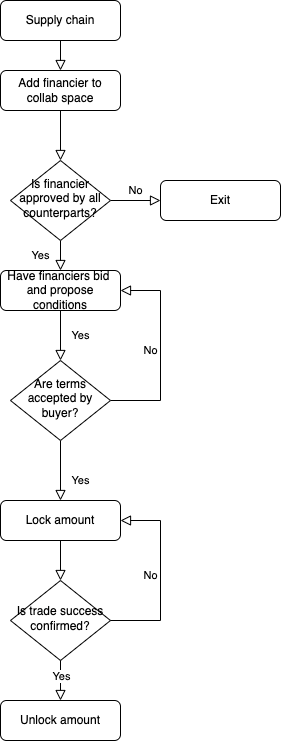 Supply chain
Add financier to
collab space
Is financier
approved by all
counterparts?
No
Exit
Yes
Have financiers bid
and propose
conditions
Yes
No
Are terms
accepted by
buyer?
Yes
Lock amount
No
Is trade success
confirmed?
Yes
Unlock amount